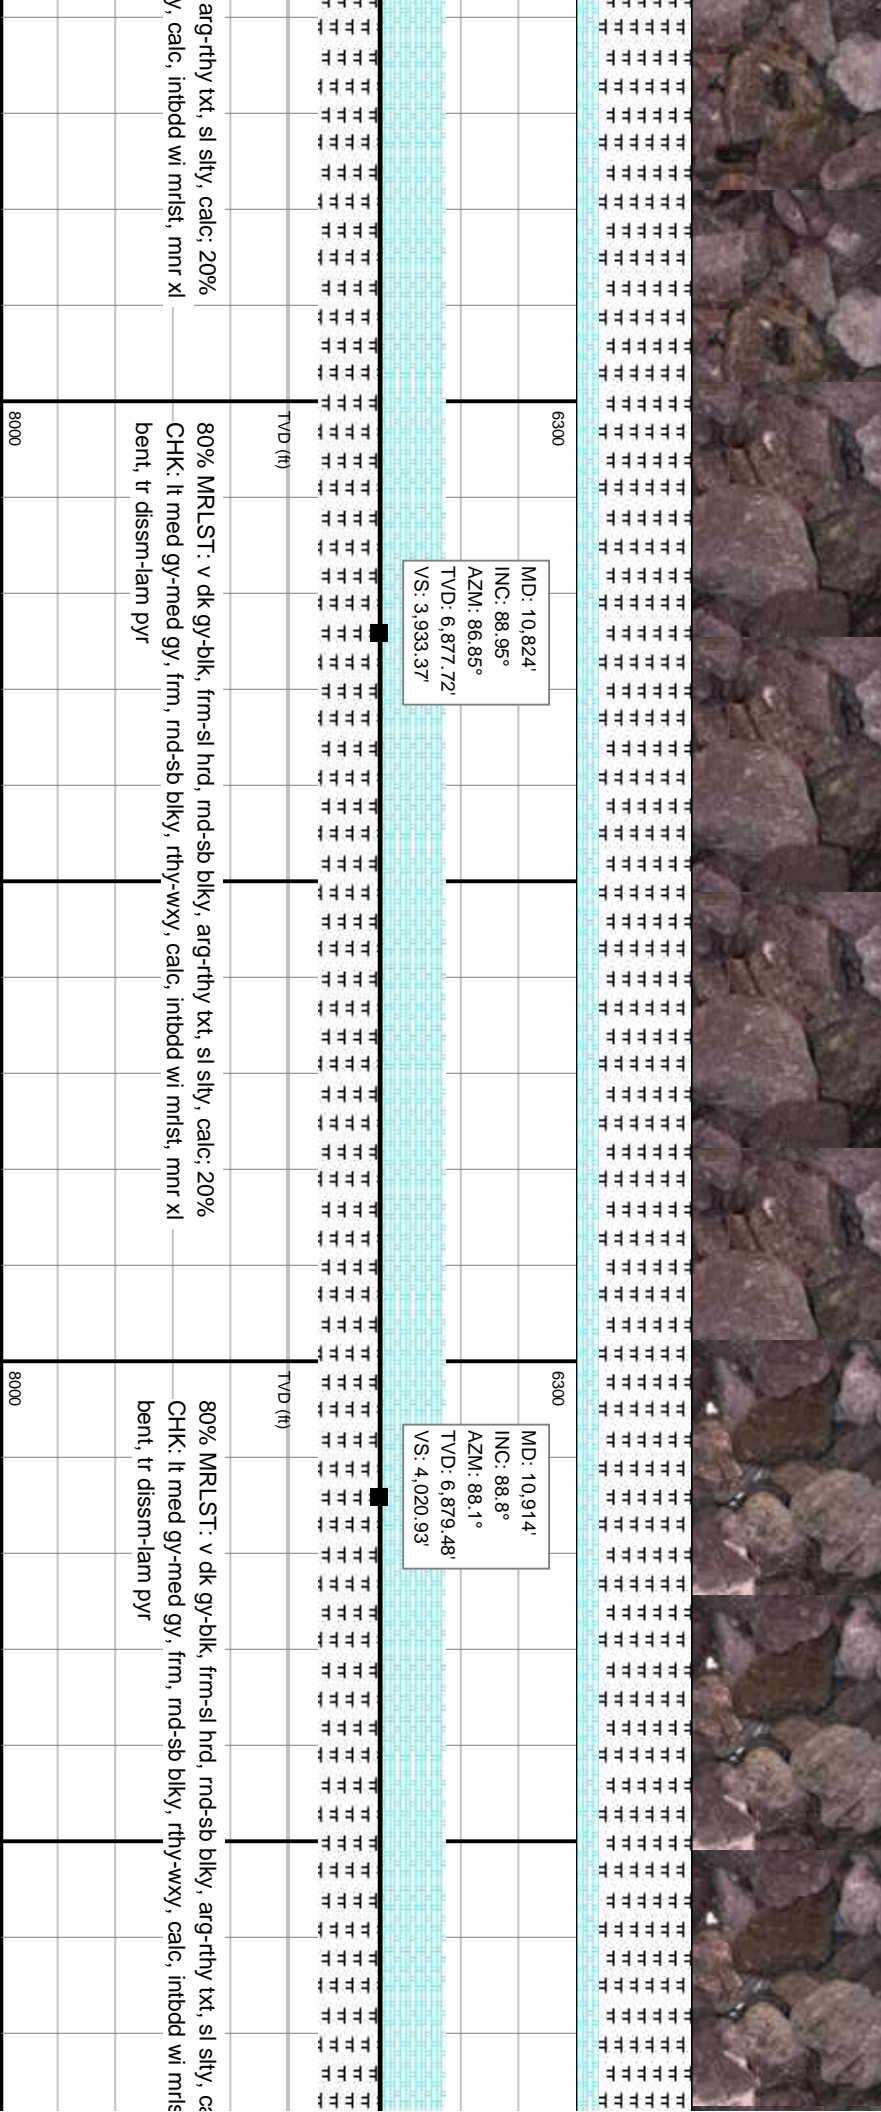 arg-rthy txt, sl slty, calc; 20%
calc, intbdd wi mrlst, mnr xl
6300
TVD (ft)
8000
80% MRLST: v dk gy-blk, frm-sl hrd, rnd-sb blky, arg-rthy txt, sl slty, calc; 20%
CHK: lt med gy-med gy, frm, rnd-sb blky, rthy-wxy, calc, intbdd wi mrlst, mnr xl
bent, tr dissm-lam pyr
MD: 10,824'
INC: 88.95°
AZM: 86.85°
TVD: 6,877.72'
VS: 3,933.37'
6300
TVD (ft)
8000
MD: 10,914'
INC: 88.8°
AZM: 88.1°
TVD: 6,879.48'
VS: 4,020.93'
80% MRLST: v dk gy-blk, frm-sl hrd, rnd-sb blky, arg-rthy txt, sl slty,
CHK: lt med gy-med gy, frm, rnd-sb blky, rthy-wxy, calc, intbdd wi
bent, tr dissm-lam pyr